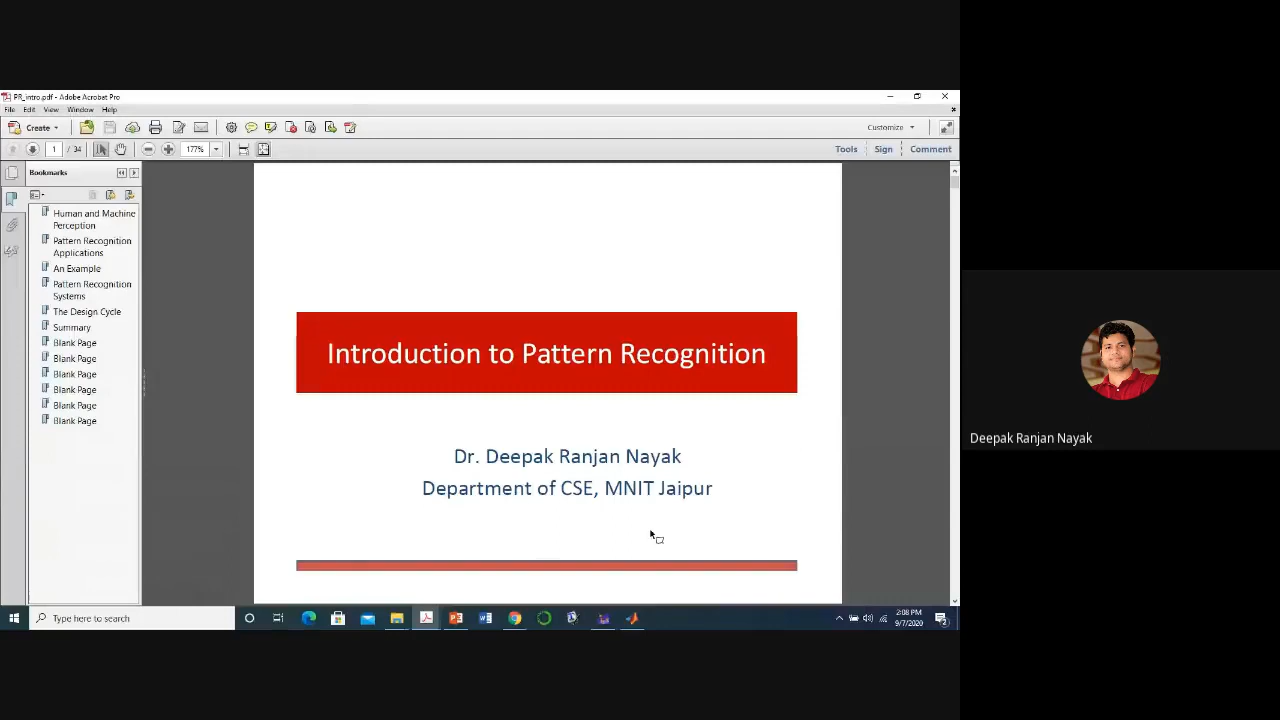 PR_intro.pdf - Adobe Acrobat Pro
File Edit View Window Help
Create
Customize
1 / 34
177%
Tools Sign Comment
Bookmarks
Human and Machine
Perception
Pattern Recognition
Applications
An Example
Pattern Recognition
Systems
The Design Cycle
Summary
Blank Page
Blank Page
Blank Page
Blank Page
Blank Page
Blank Page
Introduction to Pattern Recognition
Dr. Deepak Ranjan Nayak
Department of CSE, MNIT Jaipur
Deepak Ranjan Nayak
Type here to search
2:08 PM
9/7/2020
2